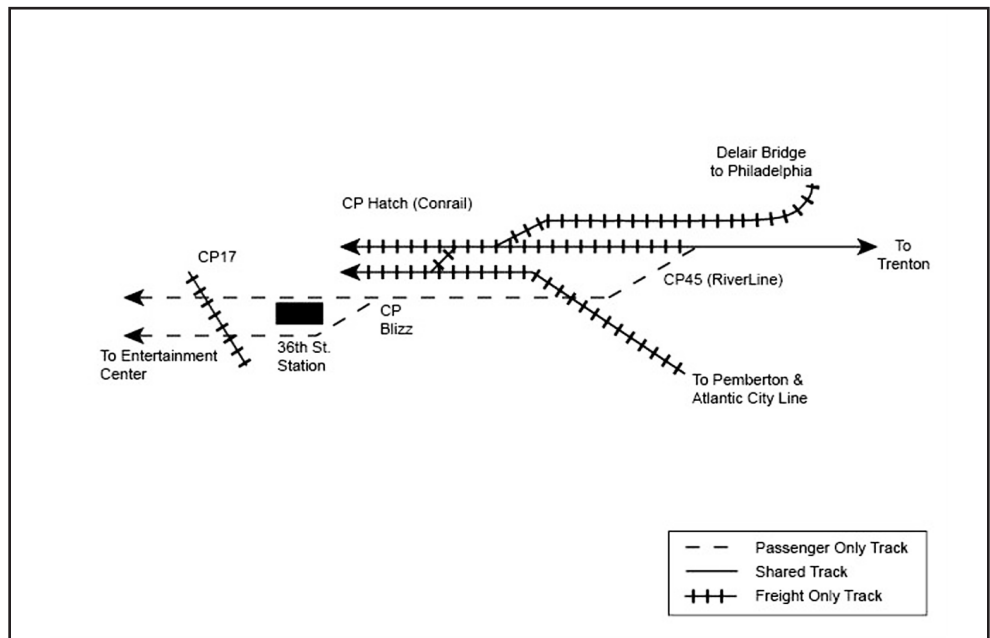 Delair Bridge
to Philadelphia
CP Hatch (Conrail)
To
Trenton
CP17
CP45 (RiverLine)
CP
Blizz
36th St.
Station
To Entertainment
Center
To Pemberton &
Atlantic City Line
Passenger Only Track
Shared Track
Freight Only Track